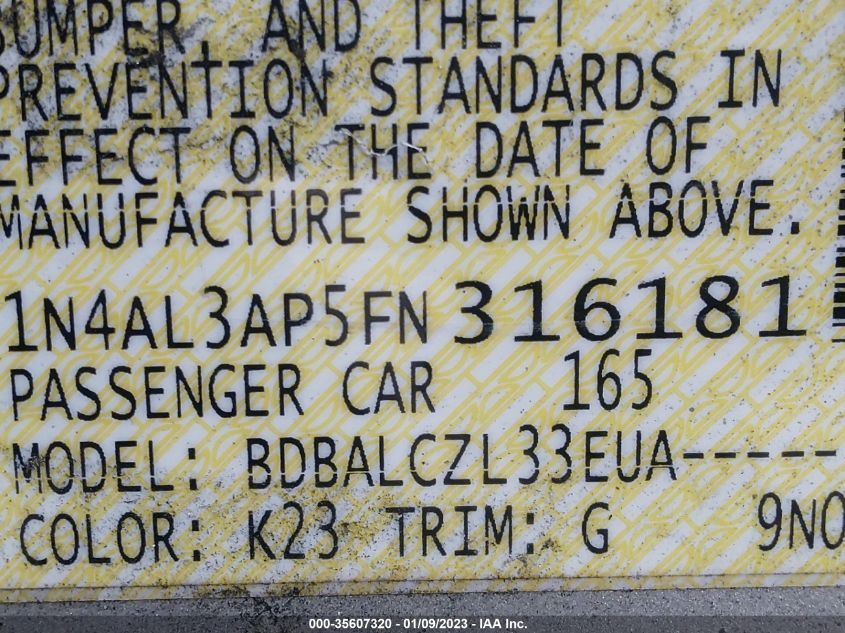 BUMPER, AND THEFT
PREVENTION STANDARDS IN
EFFECT ON THE DATE OF
MANUFACTURE SHOWN ABOVE.
1N4AL3AP5FN316181
PASSENGER CAR 165
MODEL: BDBALCZL33EUA-----
COLOR: K23 TRIM: G 9NO
000-35607320 - 01/09/2023 - IAA Inc.